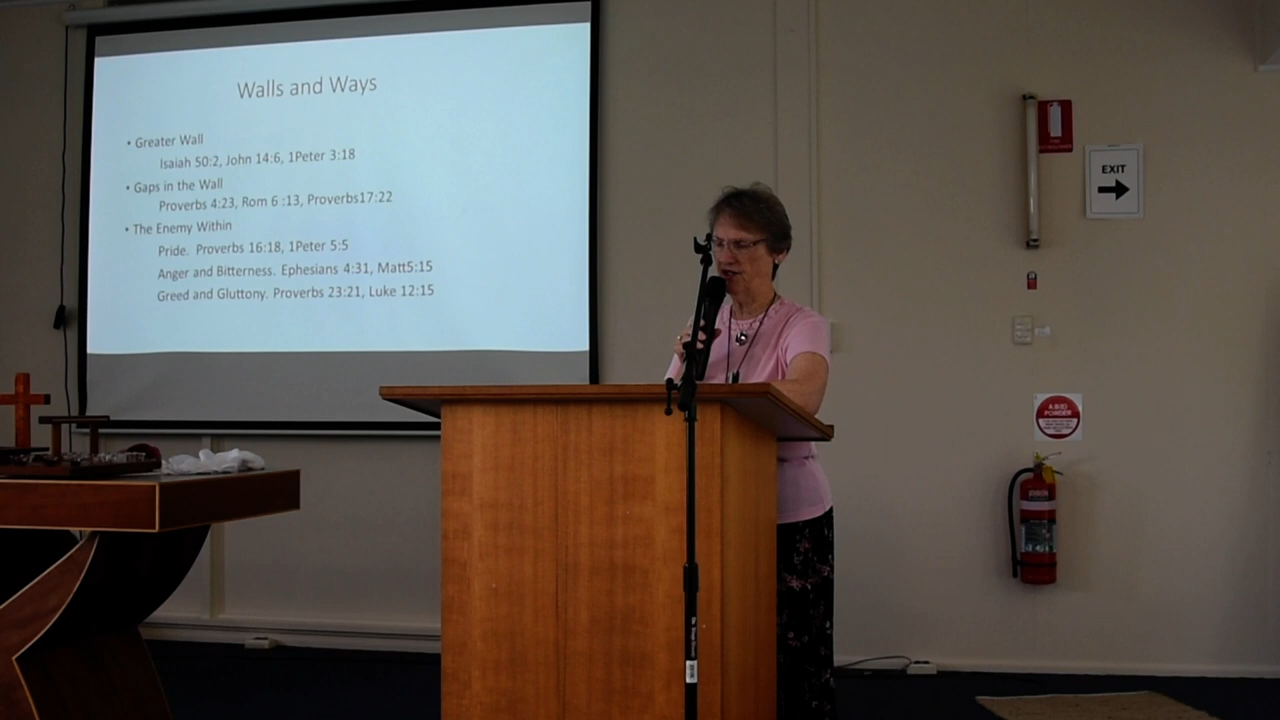 Walls and Ways
• Greater Wall
Isaiah 50:2, John 14:6, 1Peter 3:18
• Gaps in the Wall
Proverbs 4:23, Rom 6 :13, Proverbs17:22
• The Enemy Within
Pride. Proverbs 16:18, 1Peter 5:5
Anger and Bitterness. Ephesians 4:31, Matt5:15
Greed and Gluttony. Proverbs 23:21, Luke 12:15
EXIT
POWDER